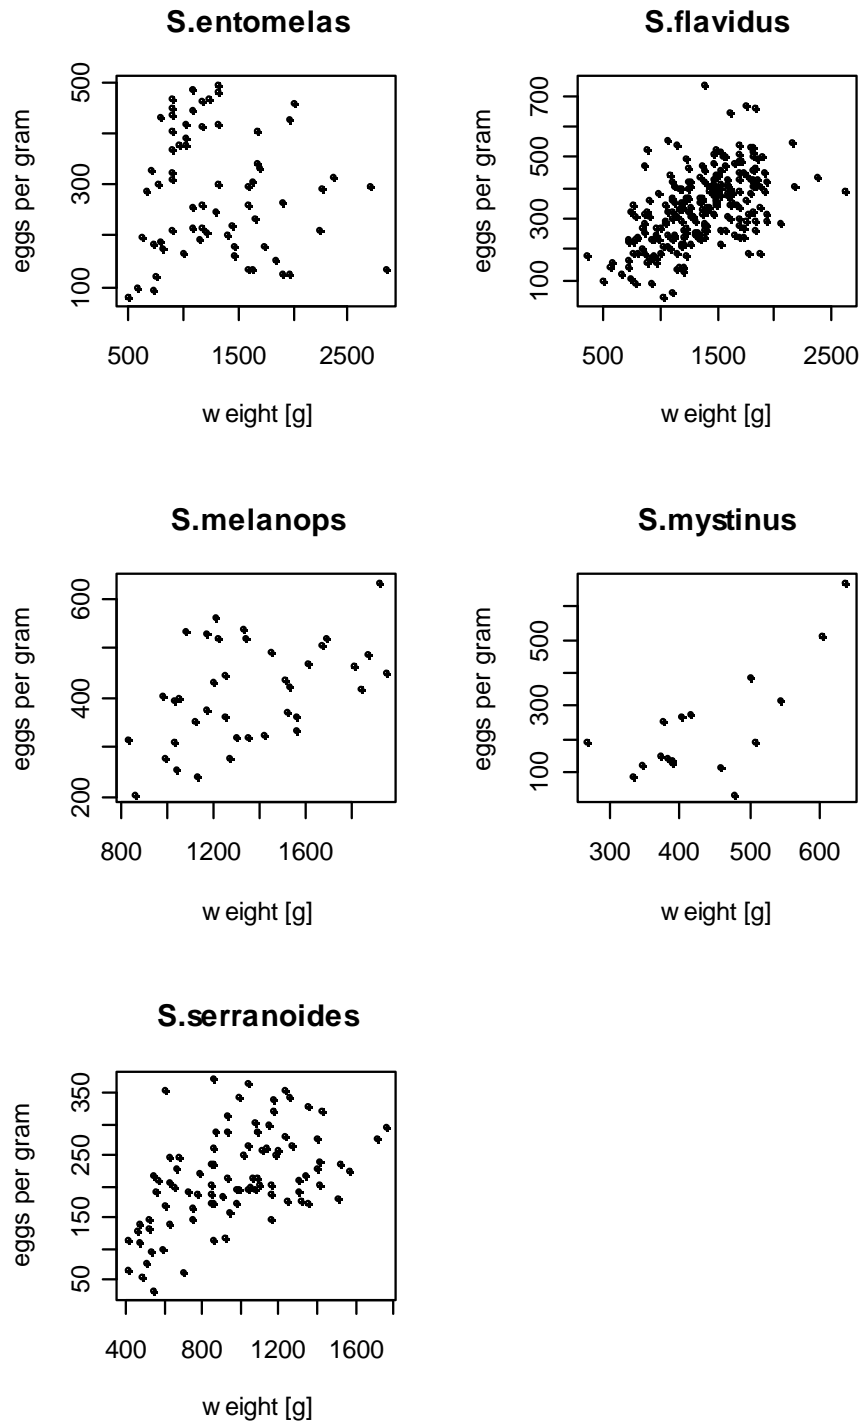 S.entomelas
eggs per gram
500
300
100
500 1500 2500
w eight [g]
S.flavidus
eggs per gram
700
500
300
100
500 1500 2500
w eight [g]
S.melanops
eggs per gram
600
400
200
800 1200 1600
w eight [g]
S.mystinus
eggs per gram
500
300
100
300 400 500 600
w eight [g]
S.serranoides
eggs per gram
350
250
150
50
400 800 1200 1600
w eight [g]